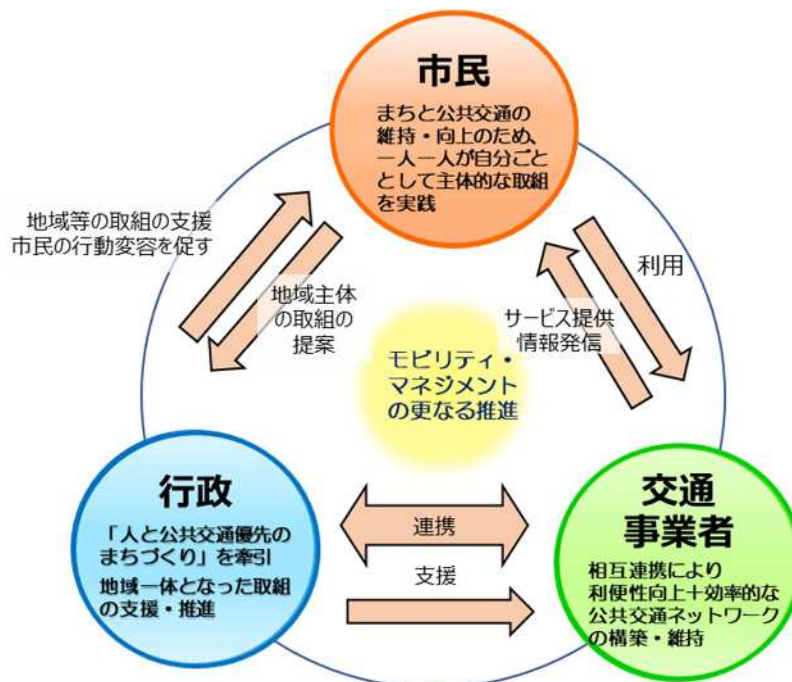 市民
まちと公共交通の
維持・向上のため、
一人一人が自分ごと
として主体的な取組
を実践
地域等の取組の支援
市民の行動変容を促す
地域主体
の取組の
提案
利用
サービス提供
情報発信
モビリティ・
マネジメント
の更なる推進
行政
「人と公共交通優先の
まちづくり」を牽引
地域一体となった取組
の支援・推進
連携
支援
交通
事業者
相互連携により
利便性向上＋効率的な
公共交通ネットワーク
の構築・維持